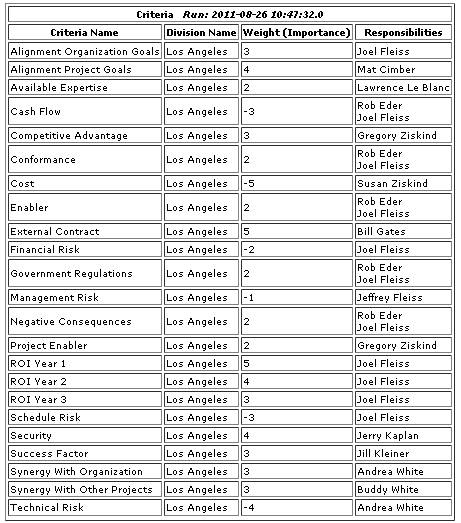 Criteria Run: 2011-08-26 10:47:32.0
Criteria Name Division Name Weight (Importance) Responsibilities
Alignment Organization Goals Los Angeles 3 Joel Fleiss
Alignment Project Goals Los Angeles 4 Mat Cimber
Available Expertise Los Angeles 2 Lawrence Le Blanc
Cash Flow Los Angeles -3 Rob Eder
Joel Fleiss
Competitive Advantage Los Angeles 3 Gregory Ziskind
Conformance Los Angeles 2 Rob Eder
Joel Fleiss
Cost Los Angeles -5 Susan Ziskind
Enabler Los Angeles 2 Rob Eder
Joel Fleiss
External Contract Los Angeles 5 Bill Gates
Financial Risk Los Angeles -2 Joel Fleiss
Government Regulations Los Angeles 2 Rob Eder
Joel Fleiss
Management Risk Los Angeles -1 Jeffrey Fleiss
Negative Consequences Los Angeles 2 Rob Eder
Joel Fleiss
Project Enabler Los Angeles 2 Gregory Ziskind
ROI Year 1 Los Angeles 5 Joel Fleiss
ROI Year 2 Los Angeles 4 Joel Fleiss
ROI Year 3 Los Angeles 3 Joel Fleiss
Schedule Risk Los Angeles -3 Joel Fleiss
Security Los Angeles 4 Jerry Kaplan
Success Factor Los Angeles 3 Jill Kleiner
Synergy With Organization Los Angeles 3 Andrea White
Synergy With Other Projects Los Angeles 3 Buddy White
Technical Risk Los Angeles -4 Andrea White